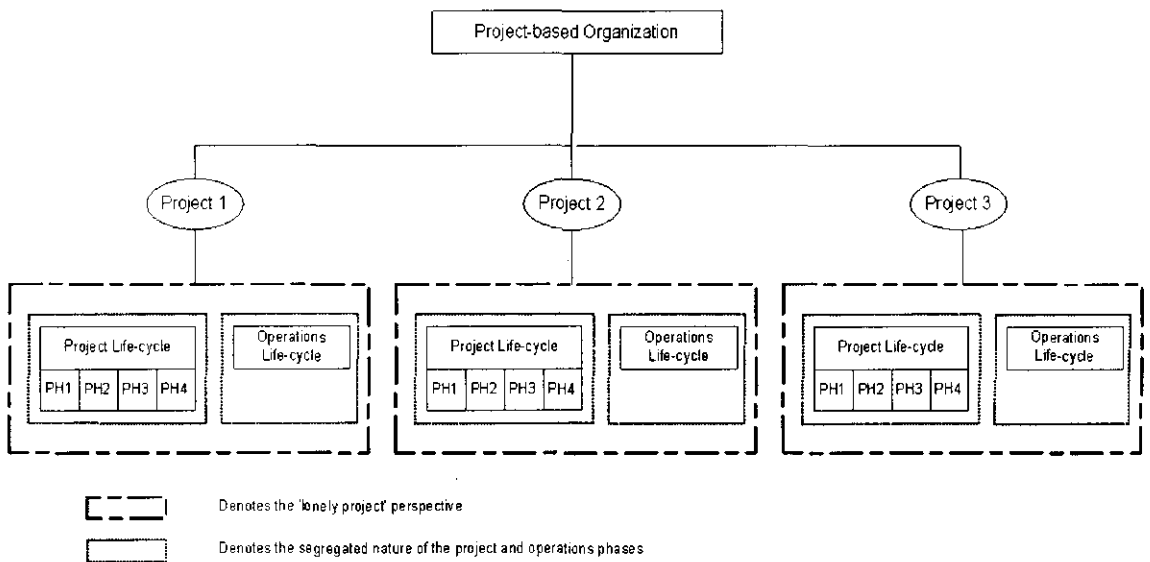 Project-based Organization
Project 1
Project 2
Project 3
Project Life-cycle
PH1 PH2 PH3 PH4
Operations
Life-cycle
Project Life-cycle
PH1 PH2 PH3 PH4
Operations
Life-cycle
Project Life-cycle
PH1 PH2 PH3 PH4
Operations
Life-cycle
Denotes the 'lonely project' perspective
Denotes the segregated nature of the project and operations phases